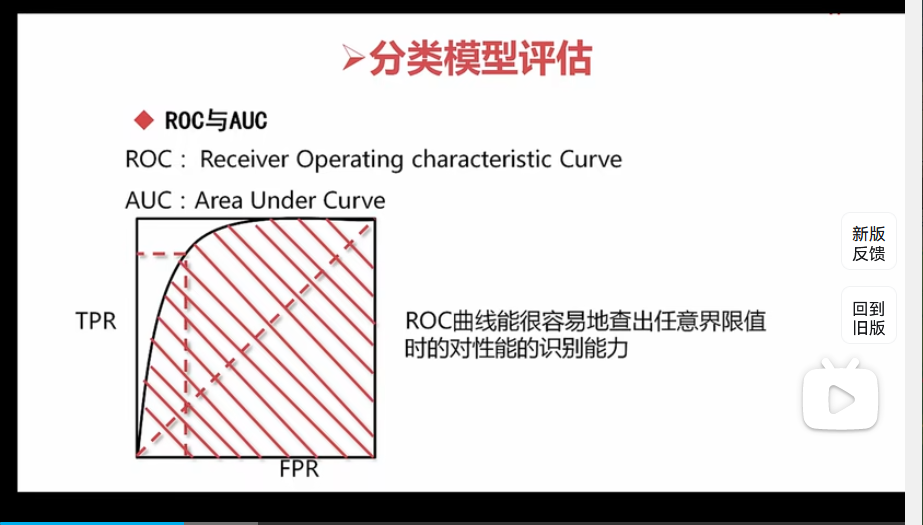 分类模型评估
ROC与AUC
ROC： Receiver Operating characteristic Curve
AUC：Area Under Curve
TPR
FPR
ROC曲线能很容易地查出任意界限值
时的对性能的识别能力
新版
反馈
回到
旧版